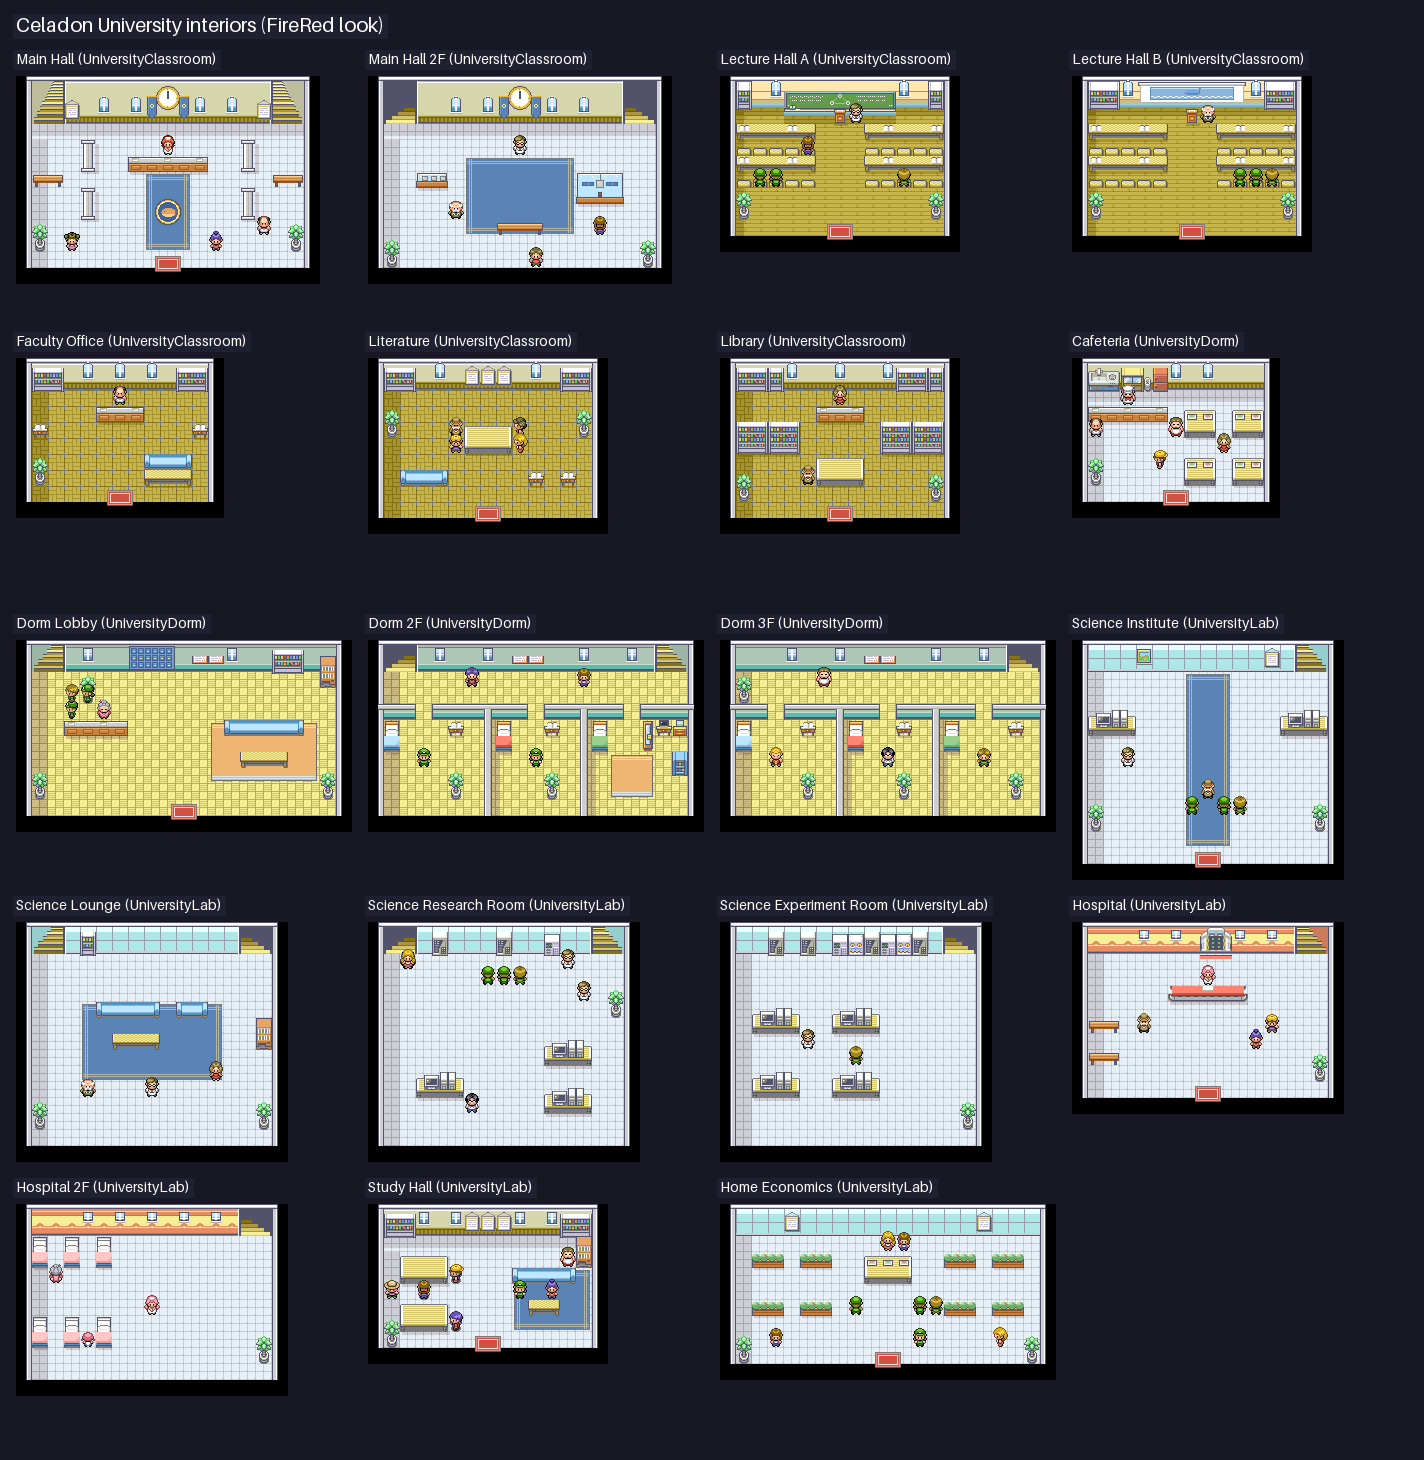 Celadon University interiors (FireRed look)
Main Hall (UniversityClassroom)
Main Hall 2F (UniversityClassroom)
Lecture Hall A (UniversityClassroom)
Lecture Hall B (UniversityClassroom)
Faculty Office (UniversityClassroom)
Literature (UniversityClassroom)
Library (UniversityClassroom)
Cafeteria (UniversityDorm)
Dorm Lobby (UniversityDorm)
Dorm 2F (UniversityDorm)
Dorm 3F (UniversityDorm)
Science Institute (UniversityLab)
Science Lounge (UniversityLab)
Science Research Room (UniversityLab)
Science Experiment Room (UniversityLab)
Hospital (UniversityLab)
Hospital 2F (UniversityLab)
Study Hall (UniversityLab)
Home Economics (UniversityLab)